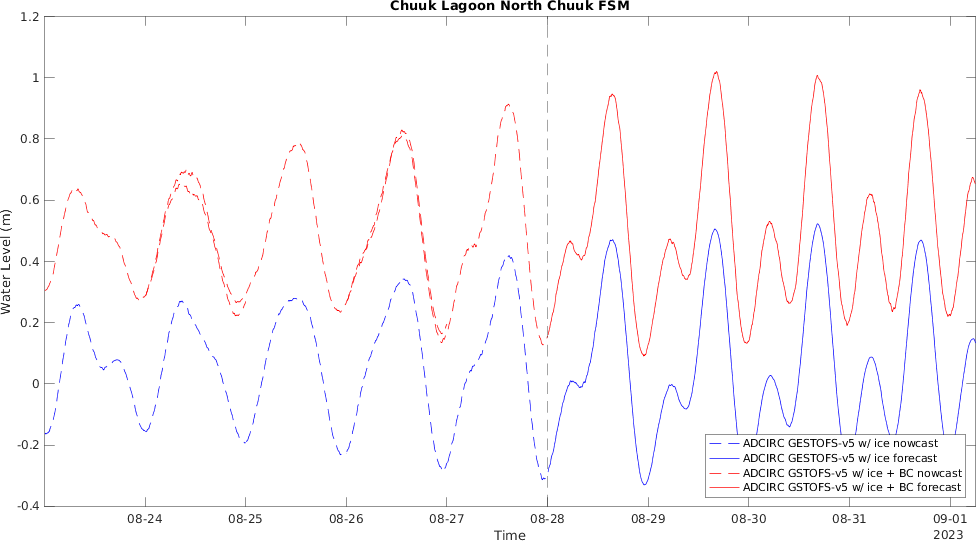 Chuuk Lagoon North Chuuk FSM
1.2
1
0.8
0.6
0.4
0.2
0
-0.2
-0.4
Water Level (m)
ADCIRC GESTOFS-v5 w/ ice nowcast
ADCIRC GESTOFS-v5 w/ ice forecast
ADCIRC GSTOFS-v5 w/ ice + BC nowcast
ADCIRC GSTOFS-v5 w/ ice + BC forecast
08-24 08-25 08-26 08-27 08-28 08-29 08-30 08-31 09-01
Time 2023